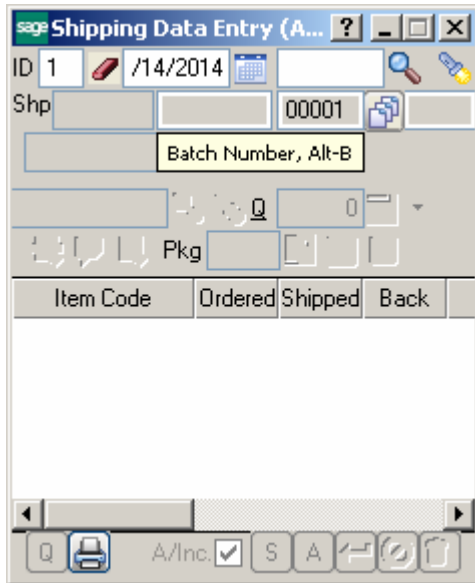 sage Shipping Data Entry (A... ?
ID 1 /14/2014
Shp 00001
Batch Number, Alt-B
Q 0
Pkg
Item Code Ordered Shipped Back
Q A/Inc. S A